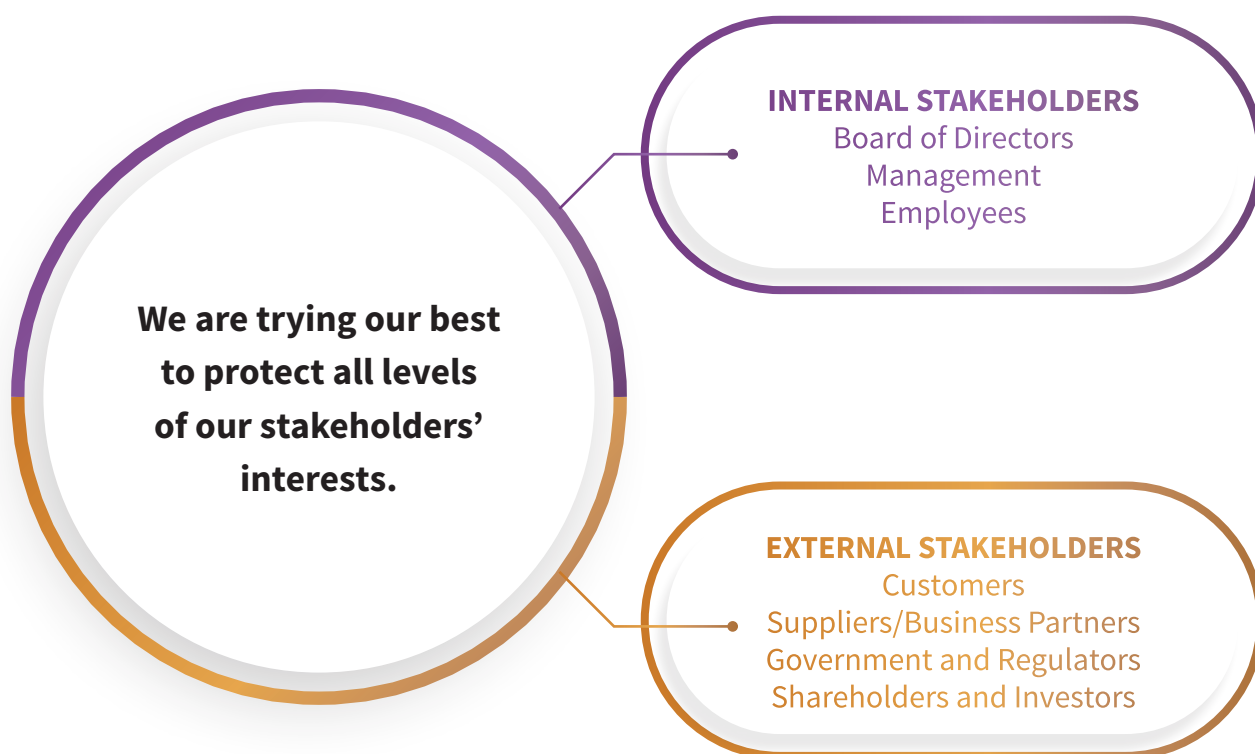 We are trying our best
to protect all levels
of our stakeholders’
interests.
INTERNAL STAKEHOLDERS
Board of Directors
Management
Employees
EXTERNAL STAKEHOLDERS
Customers
Suppliers/Business Partners
Government and Regulators
Shareholders and Investors